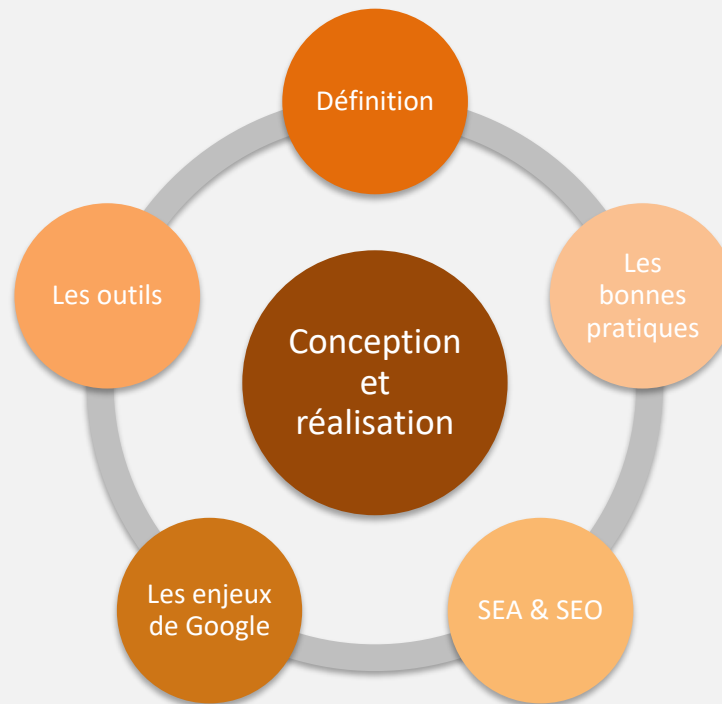 Définition
Les
bonnes
pratiques
SEA & SEO
Les enjeux
de Google
Les outils
Conception
et
réalisation